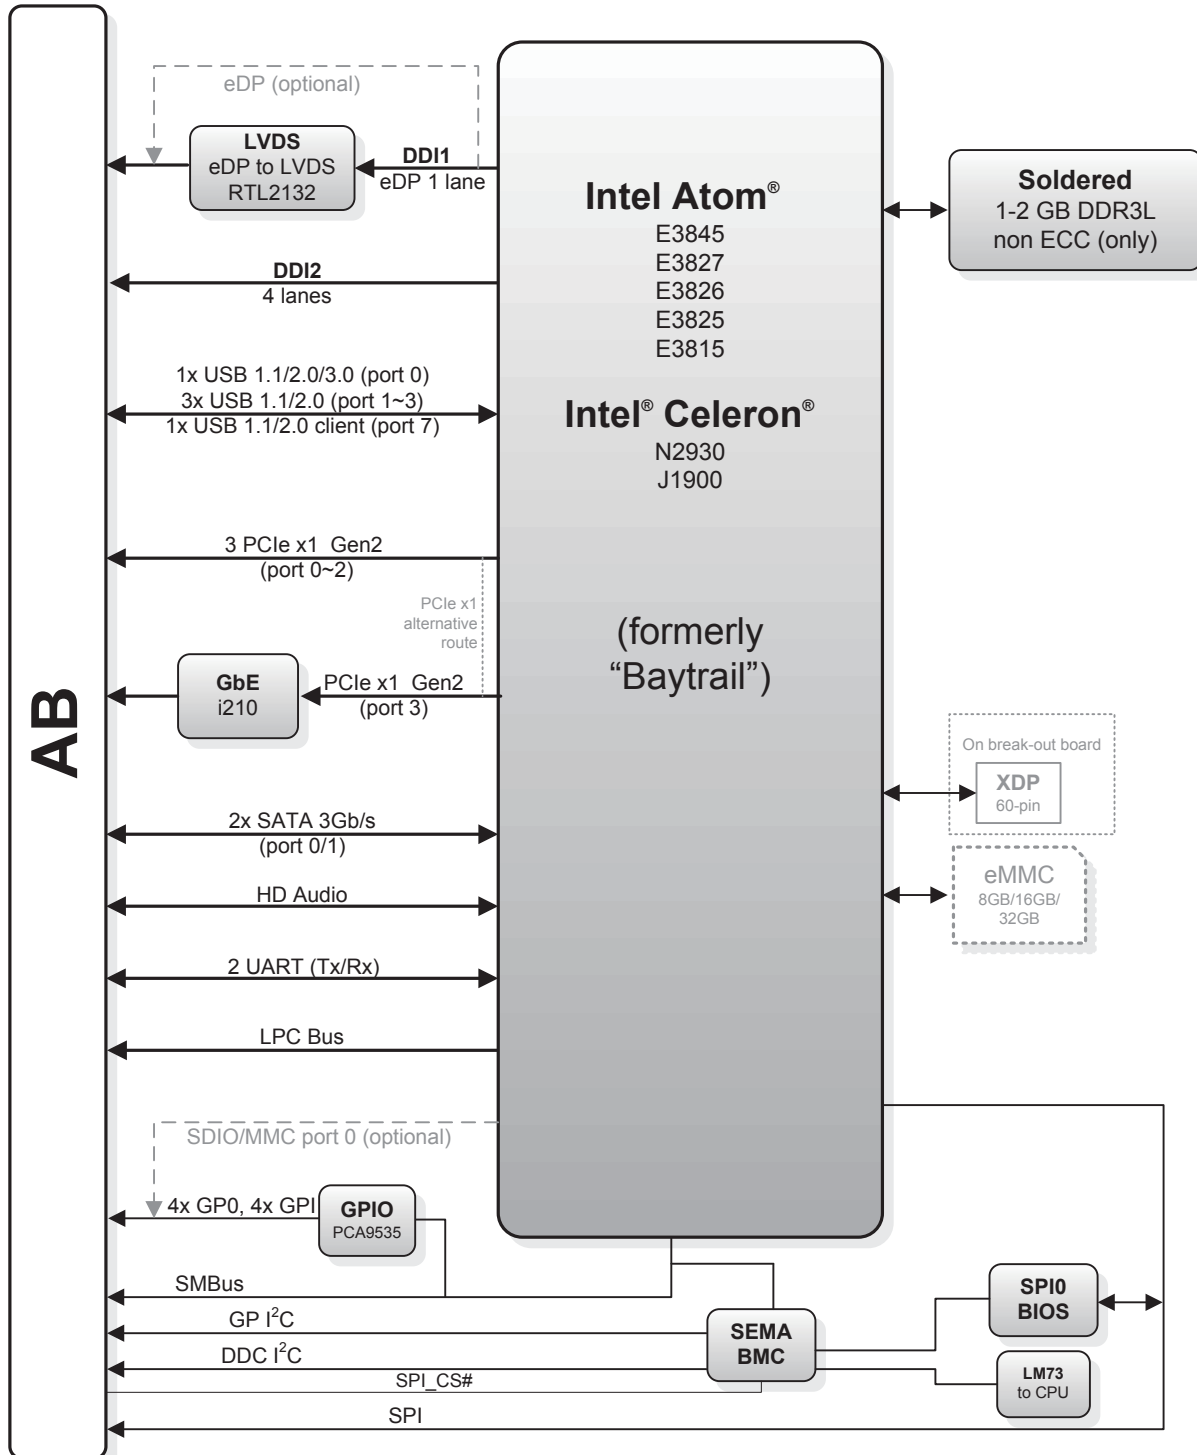 eDP (optional)
LVDS
eDP to LVDS
RTL2132
DDI1
eDP 1 lane
Intel Atom®
E3845
E3827
E3826
E3825
E3815
Soldered
1-2 GB DDR3L
non ECC (only)
DDI2
4 lanes
1x USB 1.1/2.0/3.0 (port 0)
3x USB 1.1/2.0 (port 1~3)
1x USB 1.1/2.0 client (port 7)
Intel® Celeron®
N2930
J1900
3 PCIe x1 Gen2
(port 0~2)
PCIe x1
alternative
route
(formerly
“Baytrail”)
GbE
i210
PCIe x1 Gen2
(port 3)
AB
On break-out board
XDP
60-pin
2x SATA 3Gb/s
(port 0/1)
eMMC
8GB/16GB/
32GB
HD Audio
2 UART (Tx/Rx)
LPC Bus
SDIO/MMC port 0 (optional)
4x GP0, 4x GPI
GPIO
PCA9535
SMBus
GP I²C
DDC I²C
SPI_CS#
SPI
SEMA
BMC
SPI0
BIOS
LM73
to CPU